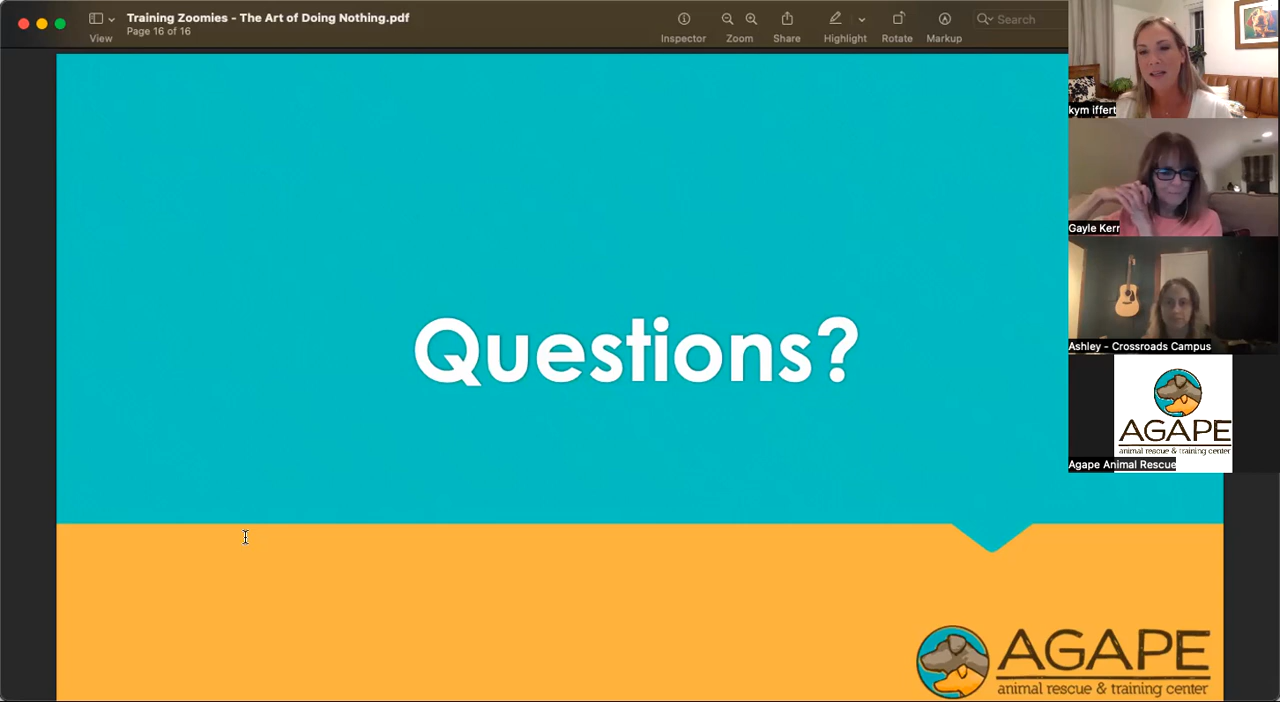 Training Zoomies - The Art of Doing Nothing.pdf
Page 16 of 16
View
Inspector
Zoom
Share
Highlight
Rotate
Markup
Search
Questions?
AGAPE
animal rescue & training center
kym iffert
Gayle Kerr
Ashley - Crossroads Campus
AGAPE
animal rescue & training center
Agape Animal Rescue